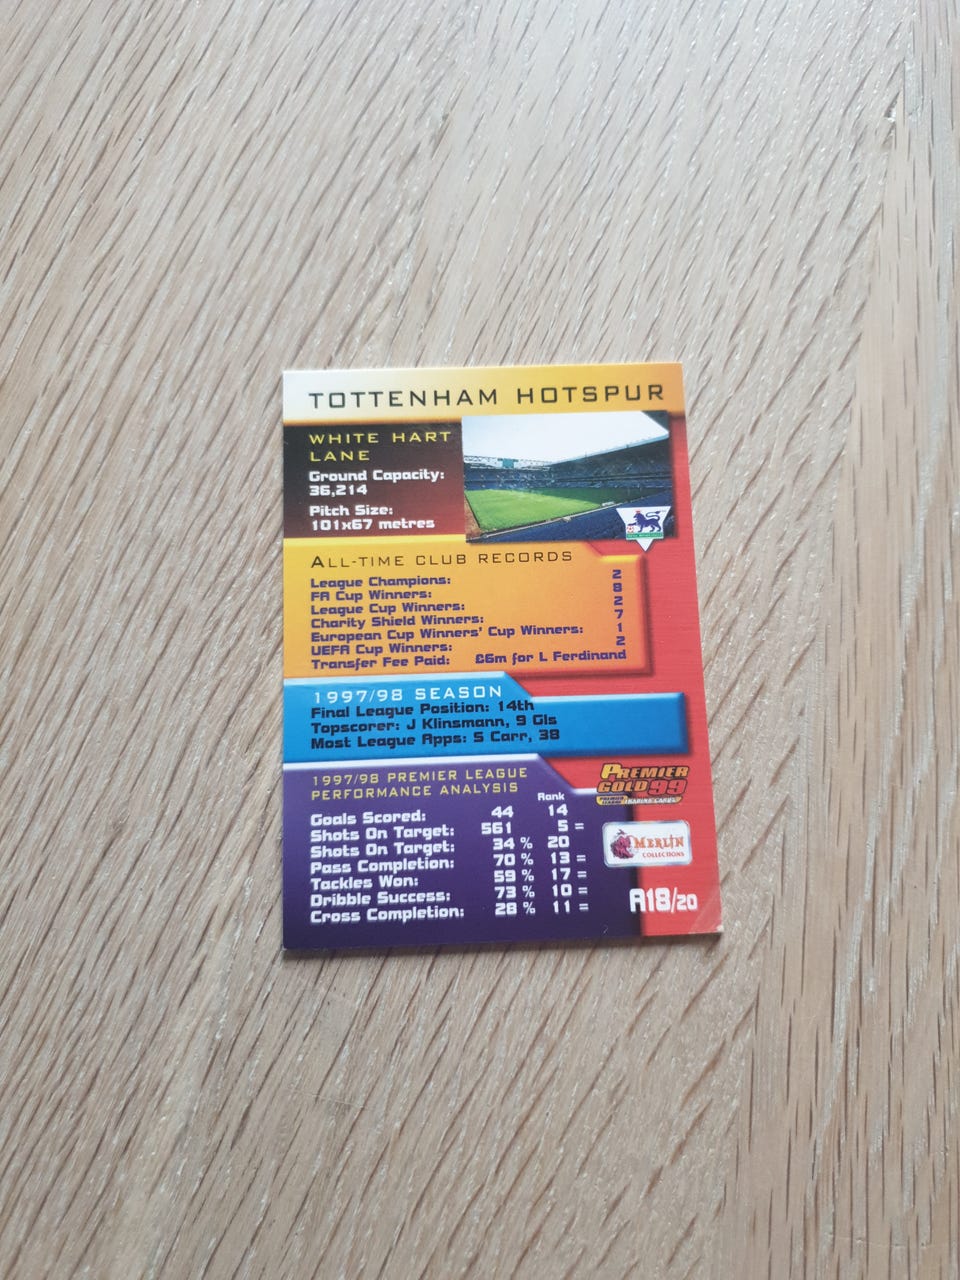 TOTTENHAM HOTSPUR
WHITE HART
LANE
Ground Capacity:
36,214
Pitch Size:
101x67 metres
ALL-TIME CLUB RECORDS
League Champions: 2
FA Cup Winners: 8
League Cup Winners: 2
Charity Shield Winners: 7
European Cup Winners' Cup Winners: 1
UEFA Cup Winners: 2
Transfer Fee Paid: £6m for L Ferdinand
1997/98 SEASON
Final League Position: 14th
Topscorer: J Klinsmann, 9 Gls
Most League Apps: S Carr, 38
1997/98 PREMIER LEAGUE
PERFORMANCE ANALYSIS
Rank
Goals Scored: 44 14
Shots On Target: 561 5 =
Shots On Target: 34 % 20
Pass Completion: 70 % 13 =
Tackles Won: 59 % 17 =
Dribble Success: 73 % 10 =
Cross Completion: 28 % 11 =
PREMIER
GOLD 99
TRADING CARDS
MERLIN
COLLECTIONS
A18/20